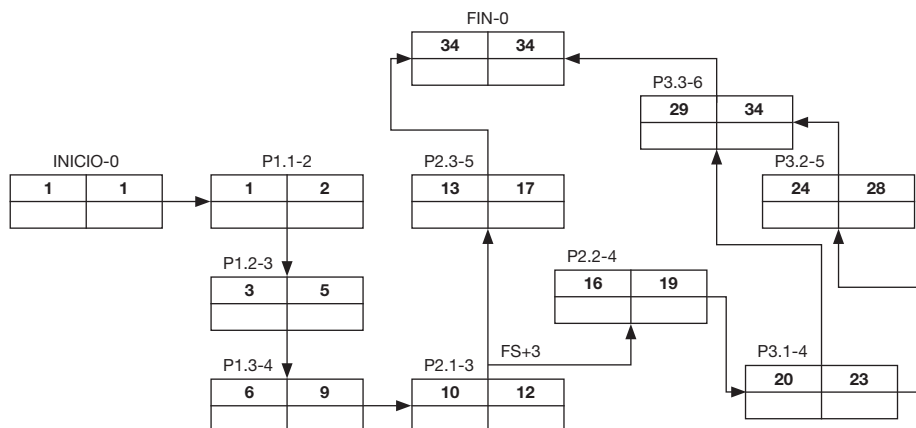 FIN-0
34 34
P3.3-6
29 34
INICIO-0
1 1
P1.1-2
1 2
P2.3-5
13 17
P3.2-5
24 28
P1.2-3
3 5
P2.2-4
16 19
P1.3-4
6 9
P2.1-3
10 12
FS+3
P3.1-4
20 23